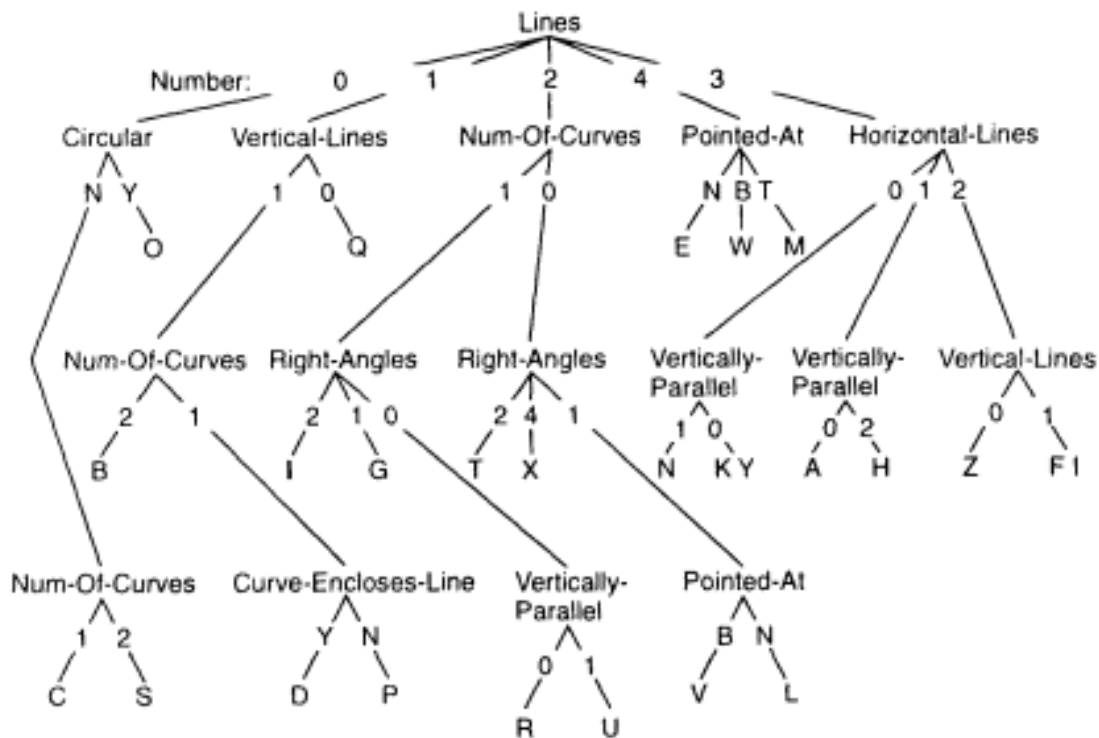 Lines
Number: 0 1 2 4 3
Circular Vertical-Lines Num-Of-Curves Pointed-At Horizontal-Lines
N Y 1 0 1 0 N B T 0 1 2
O Q E W M
Num-Of-Curves Right-Angles Right-Angles Vertically-Parallel Vertically-Parallel Vertical-Lines
2 1 2 1 0 2 4 1 1 0 0 2 0 1
B I G T X N K Y A H Z F I
Num-Of-Curves Curve-Encloses-Line Vertically-Parallel Pointed-At
1 2 Y N 0 1 B N
C S D P R U V L